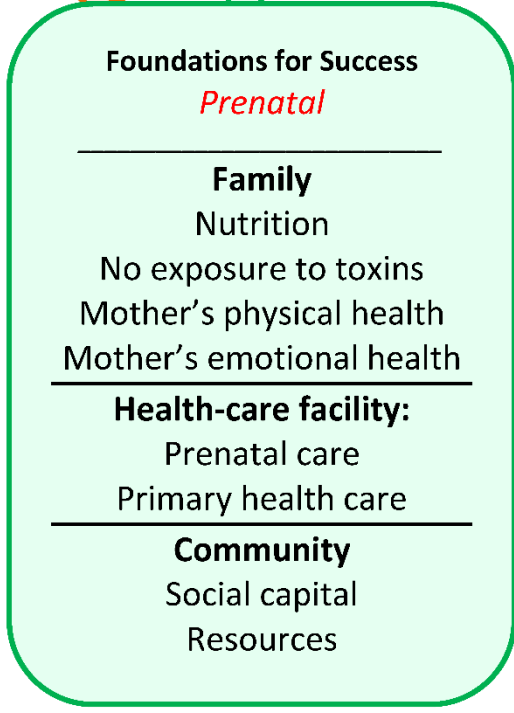 Foundations for Success
Prenatal
Family
Nutrition
No exposure to toxins
Mother’s physical health
Mother’s emotional health
Health-care facility:
Prenatal care
Primary health care
Community
Social capital
Resources